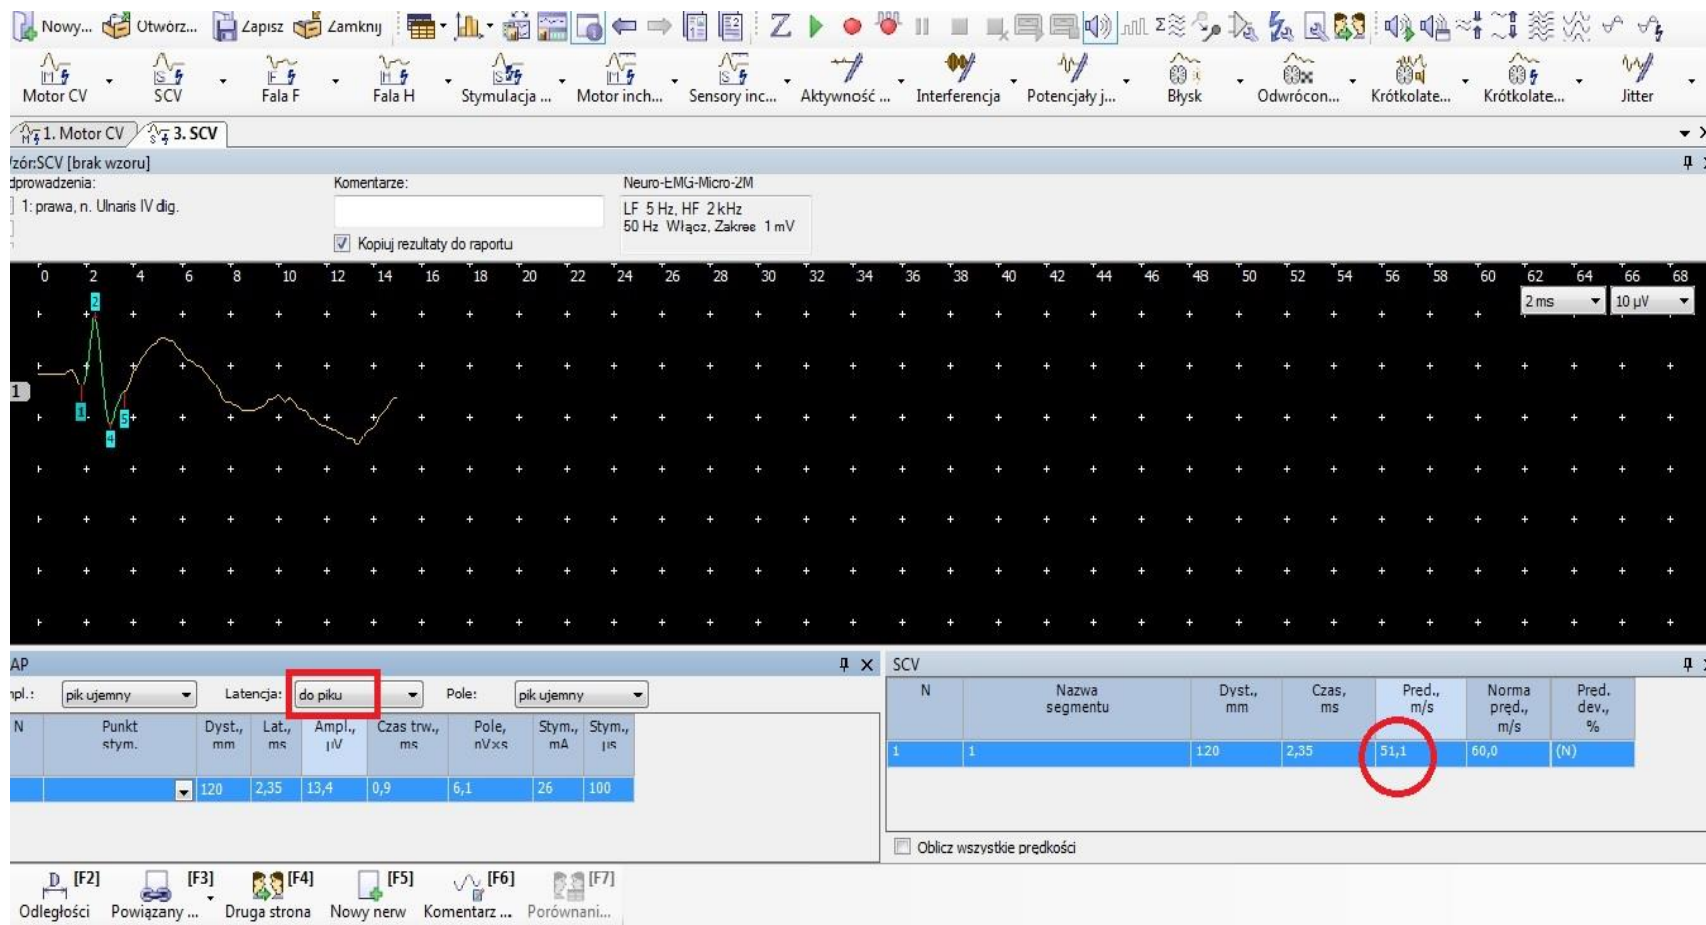 Nowy... Otwórz... Zapisz Zamknij
Motor CV SCV Fala F Fala H Stymulacja ... Motor inch... Sensory inc... Aktywność ... Interferencja Potencjały j... Błysk Odwrócon... Krótkolate... Krótkolate... Jitter
1. Motor CV 3. SCV
zór:SCV [brak wzoru]
dprowadzenia: Komentarze: Neuro-EMG-Micro-2M
1: prawa, n. Ulnaris IV dig. LF 5 Hz, HF 2 kHz
50 Hz Włącz, Zakres 1 mV
Kopiuj rezultaty do raportu
0 2 4 6 8 10 12 14 16 18 20 22 24 26 28 30 32 34 36 38 40 42 44 46 48 50 52 54 56 58 60 62 64 66 68
2 ms 10 µV
2
1
1 5
4
AP SCV
mpl.: pik ujemny Latencja: do piku Pole: pik ujemny
N Punkt stym. Dyst., mm Lat., ms Ampl., µV Czas trw., ms Pole, nV×s Stym., mA Stym., µs
120 2,35 13,4 0,9 6,1 26 100
N Nazwa segmentu Dyst., mm Czas, ms Pred., m/s Norma pręd., m/s Pred. dev., %
1 1 120 2,35 51,1 60,0 (N)
Oblicz wszystkie prędkości
[F2] [F3] [F4] [F5] [F6] [F7]
Odległości Powiązany ... Druga strona Nowy nerw Komentarz ... Porównani...